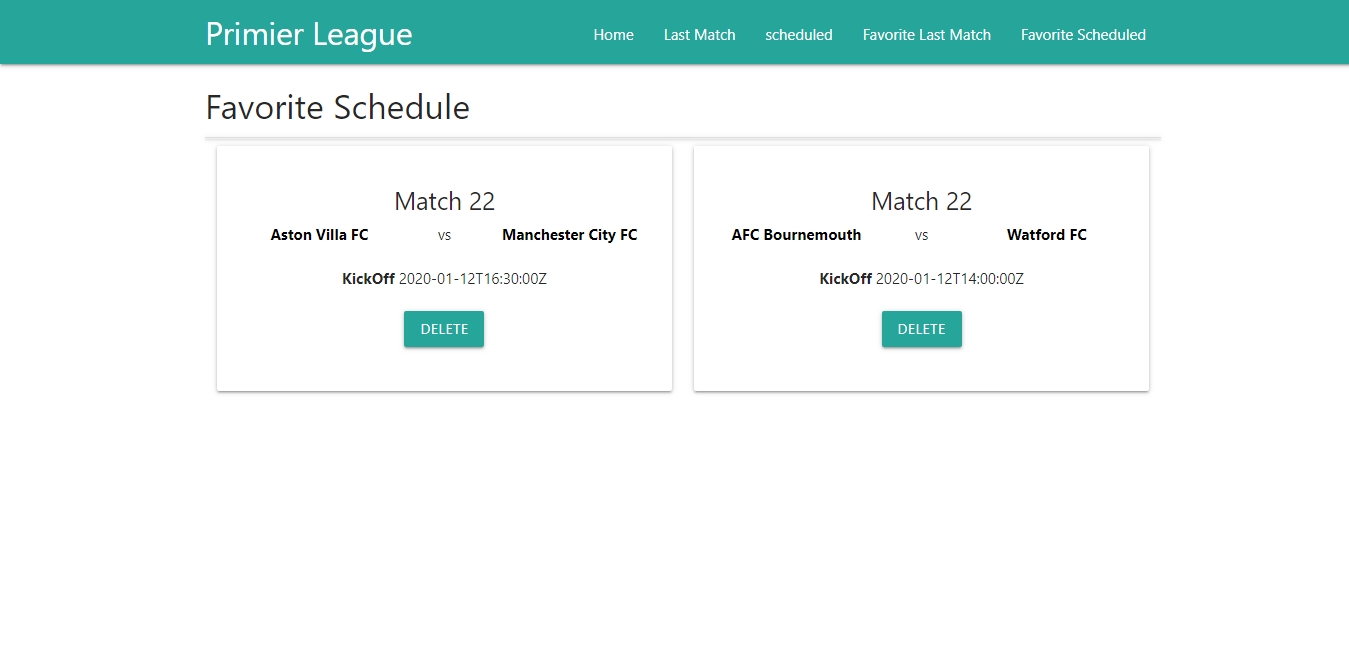 Primier League Home Last Match scheduled Favorite Last Match Favorite Scheduled
Favorite Schedule
Match 22
Aston Villa FC vs Manchester City FC
KickOff 2020-01-12T16:30:00Z
DELETE
Match 22
AFC Bournemouth vs Watford FC
KickOff 2020-01-12T14:00:00Z
DELETE